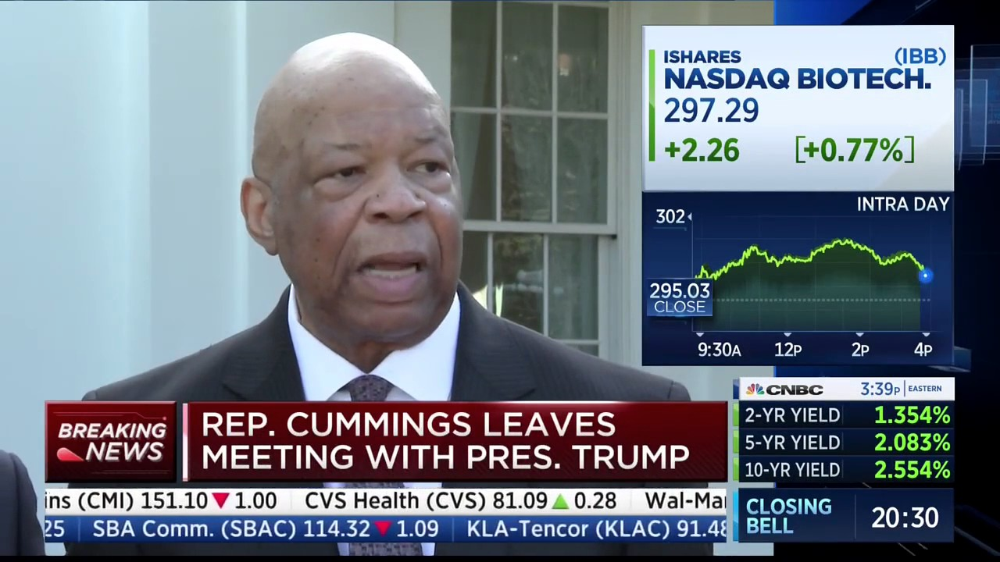 ISHARES (IBB)
NASDAQ BIOTECH.
297.29
+2.26 [+0.77%]
INTRA DAY
302
295.03
CLOSE
9:30A 12P 2P 4P
CNBC 3:39P EASTERN
2-YR YIELD 1.354%
5-YR YIELD 2.083%
10-YR YIELD 2.554%
CLOSING
BELL
20:30
BREAKING
NEWS
REP. CUMMINGS LEAVES
MEETING WITH PRES. TRUMP
ins (CMI) 151.10 ▼ 1.00 CVS Health (CVS) 81.09 ▲ 0.28 Wal-Mar
25 SBA Comm. (SBAC) 114.32 ▼ 1.09 KLA-Tencor (KLAC) 91.48